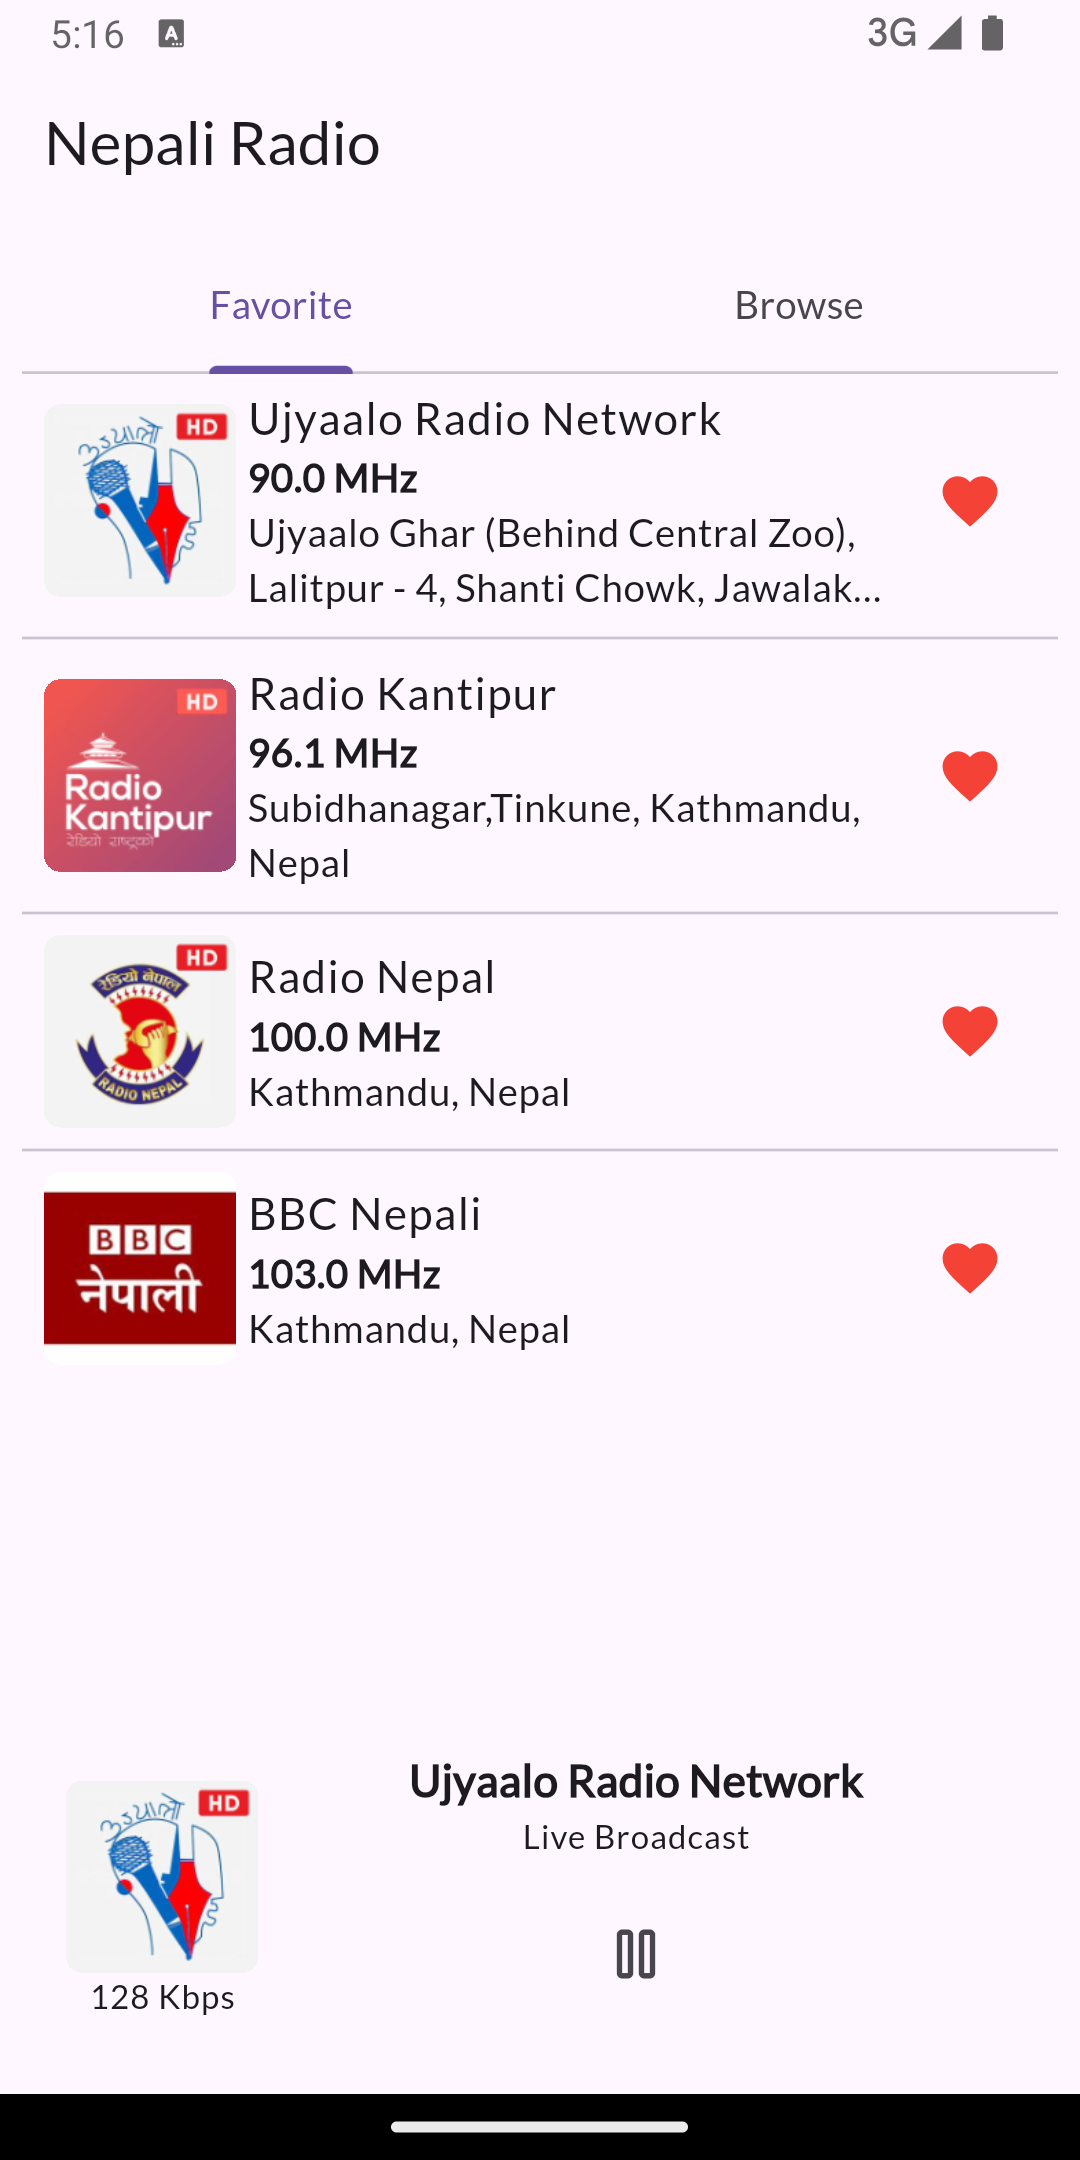 5:16
3G
Nepali Radio
Favorite
Browse
HD
Ujyaalo Radio Network
90.0 MHz
Ujyaalo Ghar (Behind Central Zoo),
Lalitpur - 4, Shanti Chowk, Jawalak...
HD
Radio
Kantipur
रेडियो राष्ट्रको
Radio Kantipur
96.1 MHz
Subidhanagar,Tinkune, Kathmandu,
Nepal
HD
रेडियो नेपाल
RADIO NEPAL
Radio Nepal
100.0 MHz
Kathmandu, Nepal
BBC
नेपाली
BBC Nepali
103.0 MHz
Kathmandu, Nepal
HD
128 Kbps
Ujyaalo Radio Network
Live Broadcast